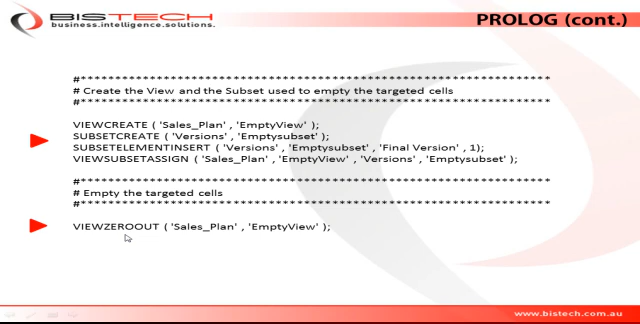 BISTECH
business.intelligence.solutions.
PROLOG (cont.)
#********************************************************************
# Create the View and the Subset used to empty the targeted cells
#********************************************************************
VIEWCREATE ( 'Sales_Plan' , 'EmptyView' );
SUBSETCREATE ( 'Versions' , 'Emptysubset' );
SUBSETELEMENTINSERT ( 'Versions' , 'Emptysubset' , 'Final Version' , 1);
VIEWSUBSETASSIGN ( 'Sales_Plan' , 'EmptyView' , 'Versions' , 'Emptysubset' );
#********************************************************************
# Empty the targeted cells
#********************************************************************
VIEWZEROOUT ( 'Sales_Plan' , 'EmptyView' );
www.bistech.com.au